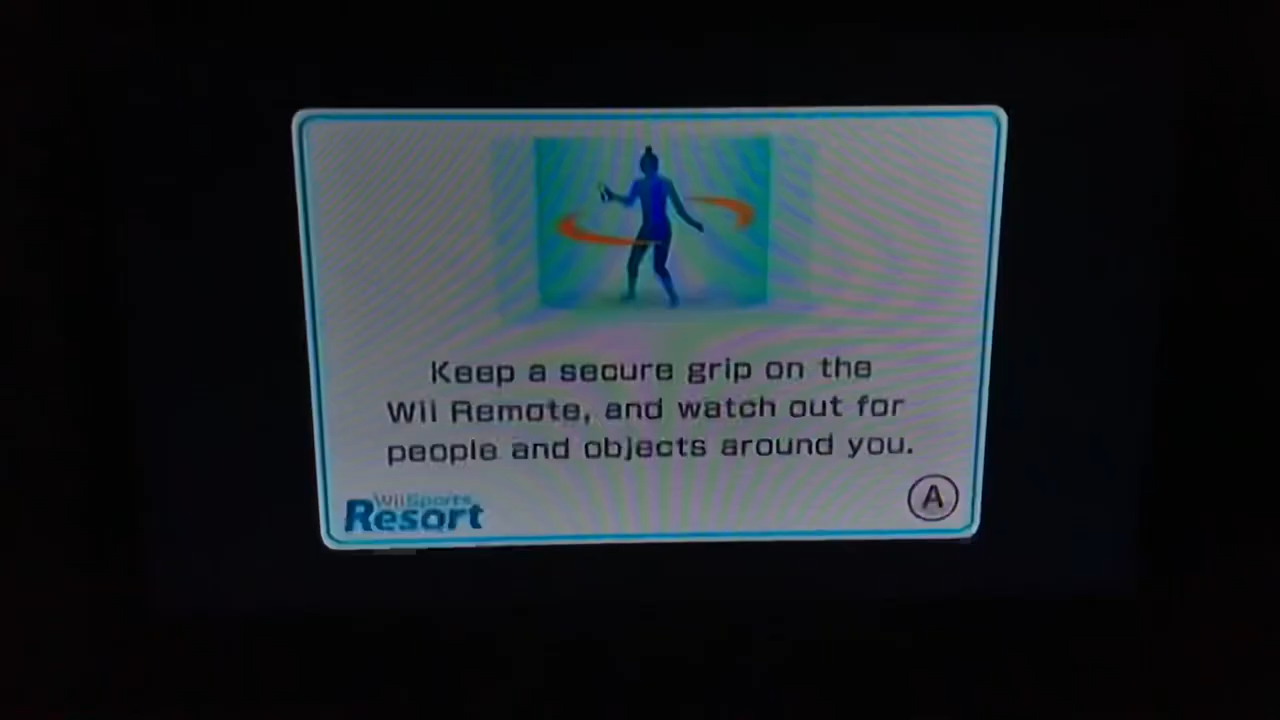 Keep a secure grip on the
Wii Remote, and watch out for
people and objects around you.
Wii Sports
Resort
A